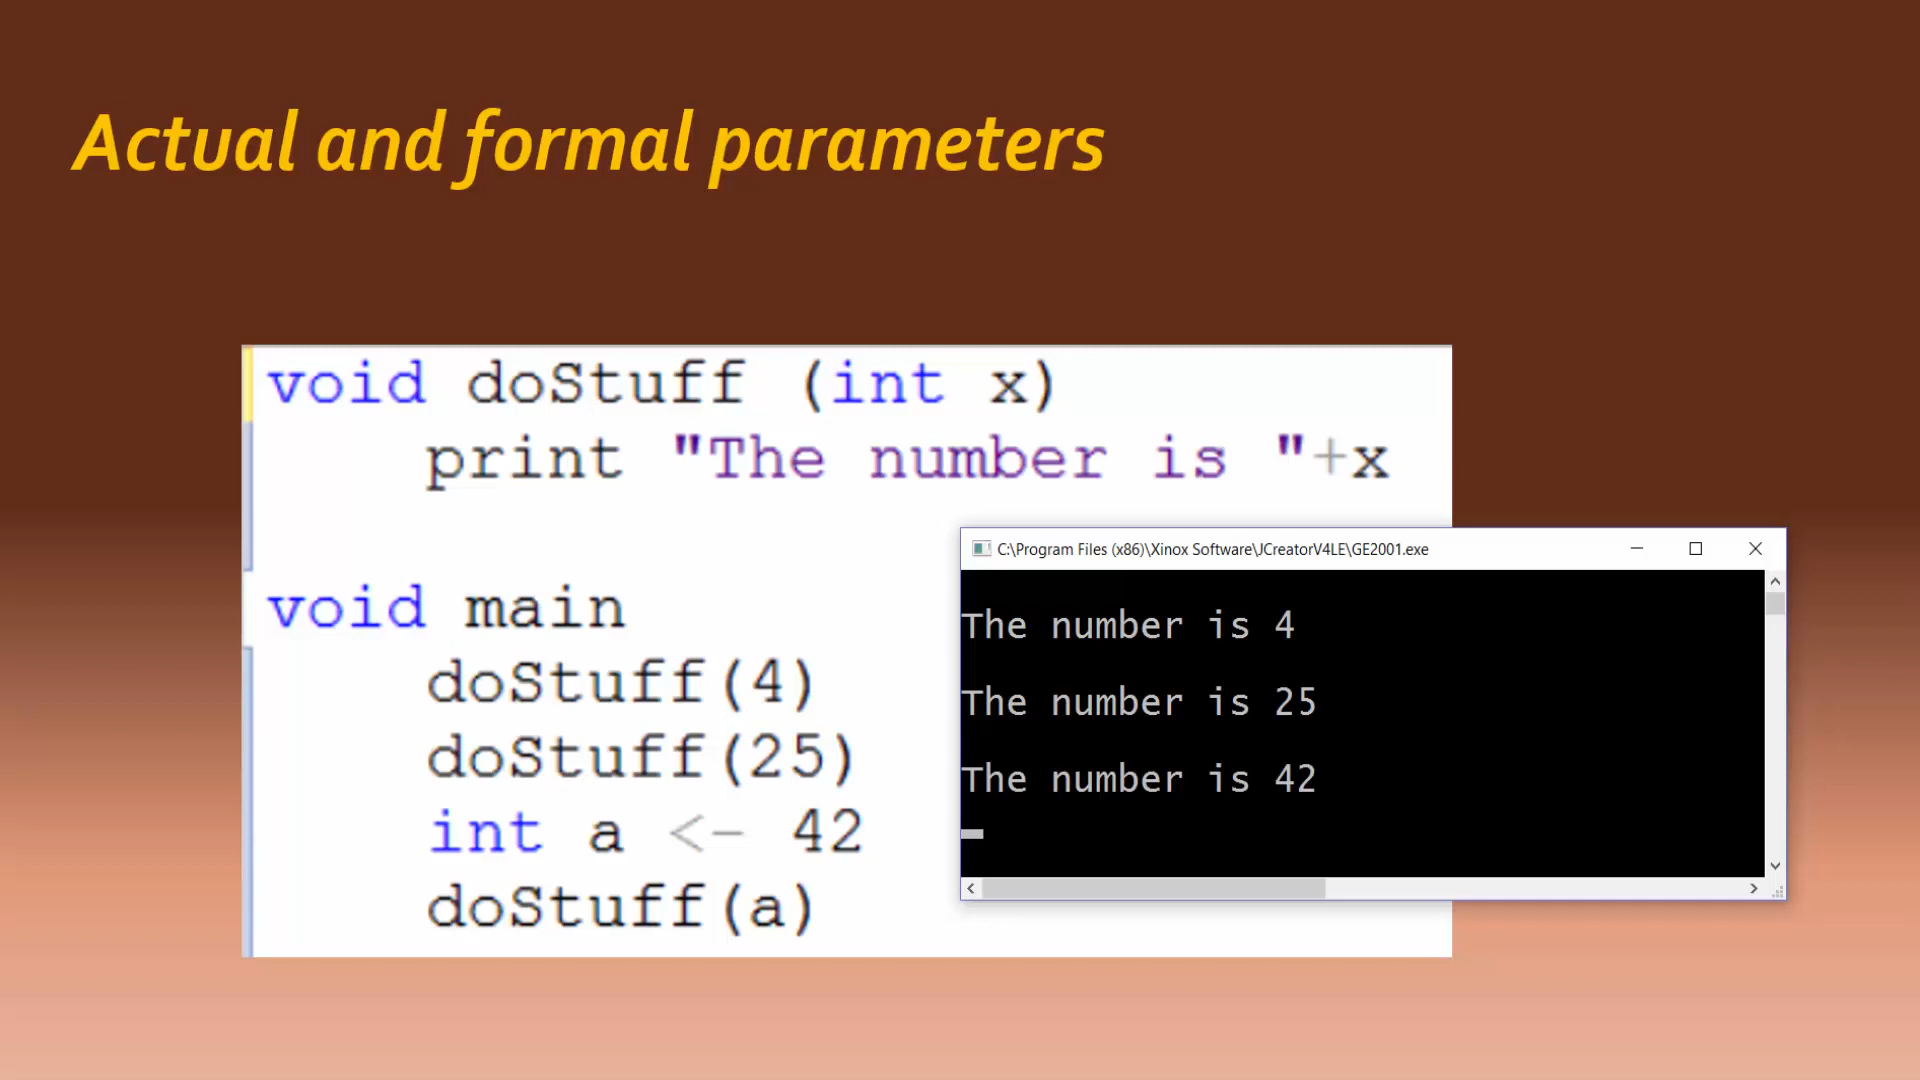 Actual and formal parameters
void doStuff (int x)
print "The number is "+x
void main
doStuff(4)
doStuff(25)
int a <- 42
doStuff(a)
C:\Program Files (x86)\Xinox Software\JCreatorV4LE\GE2001.exe
The number is 4
The number is 25
The number is 42